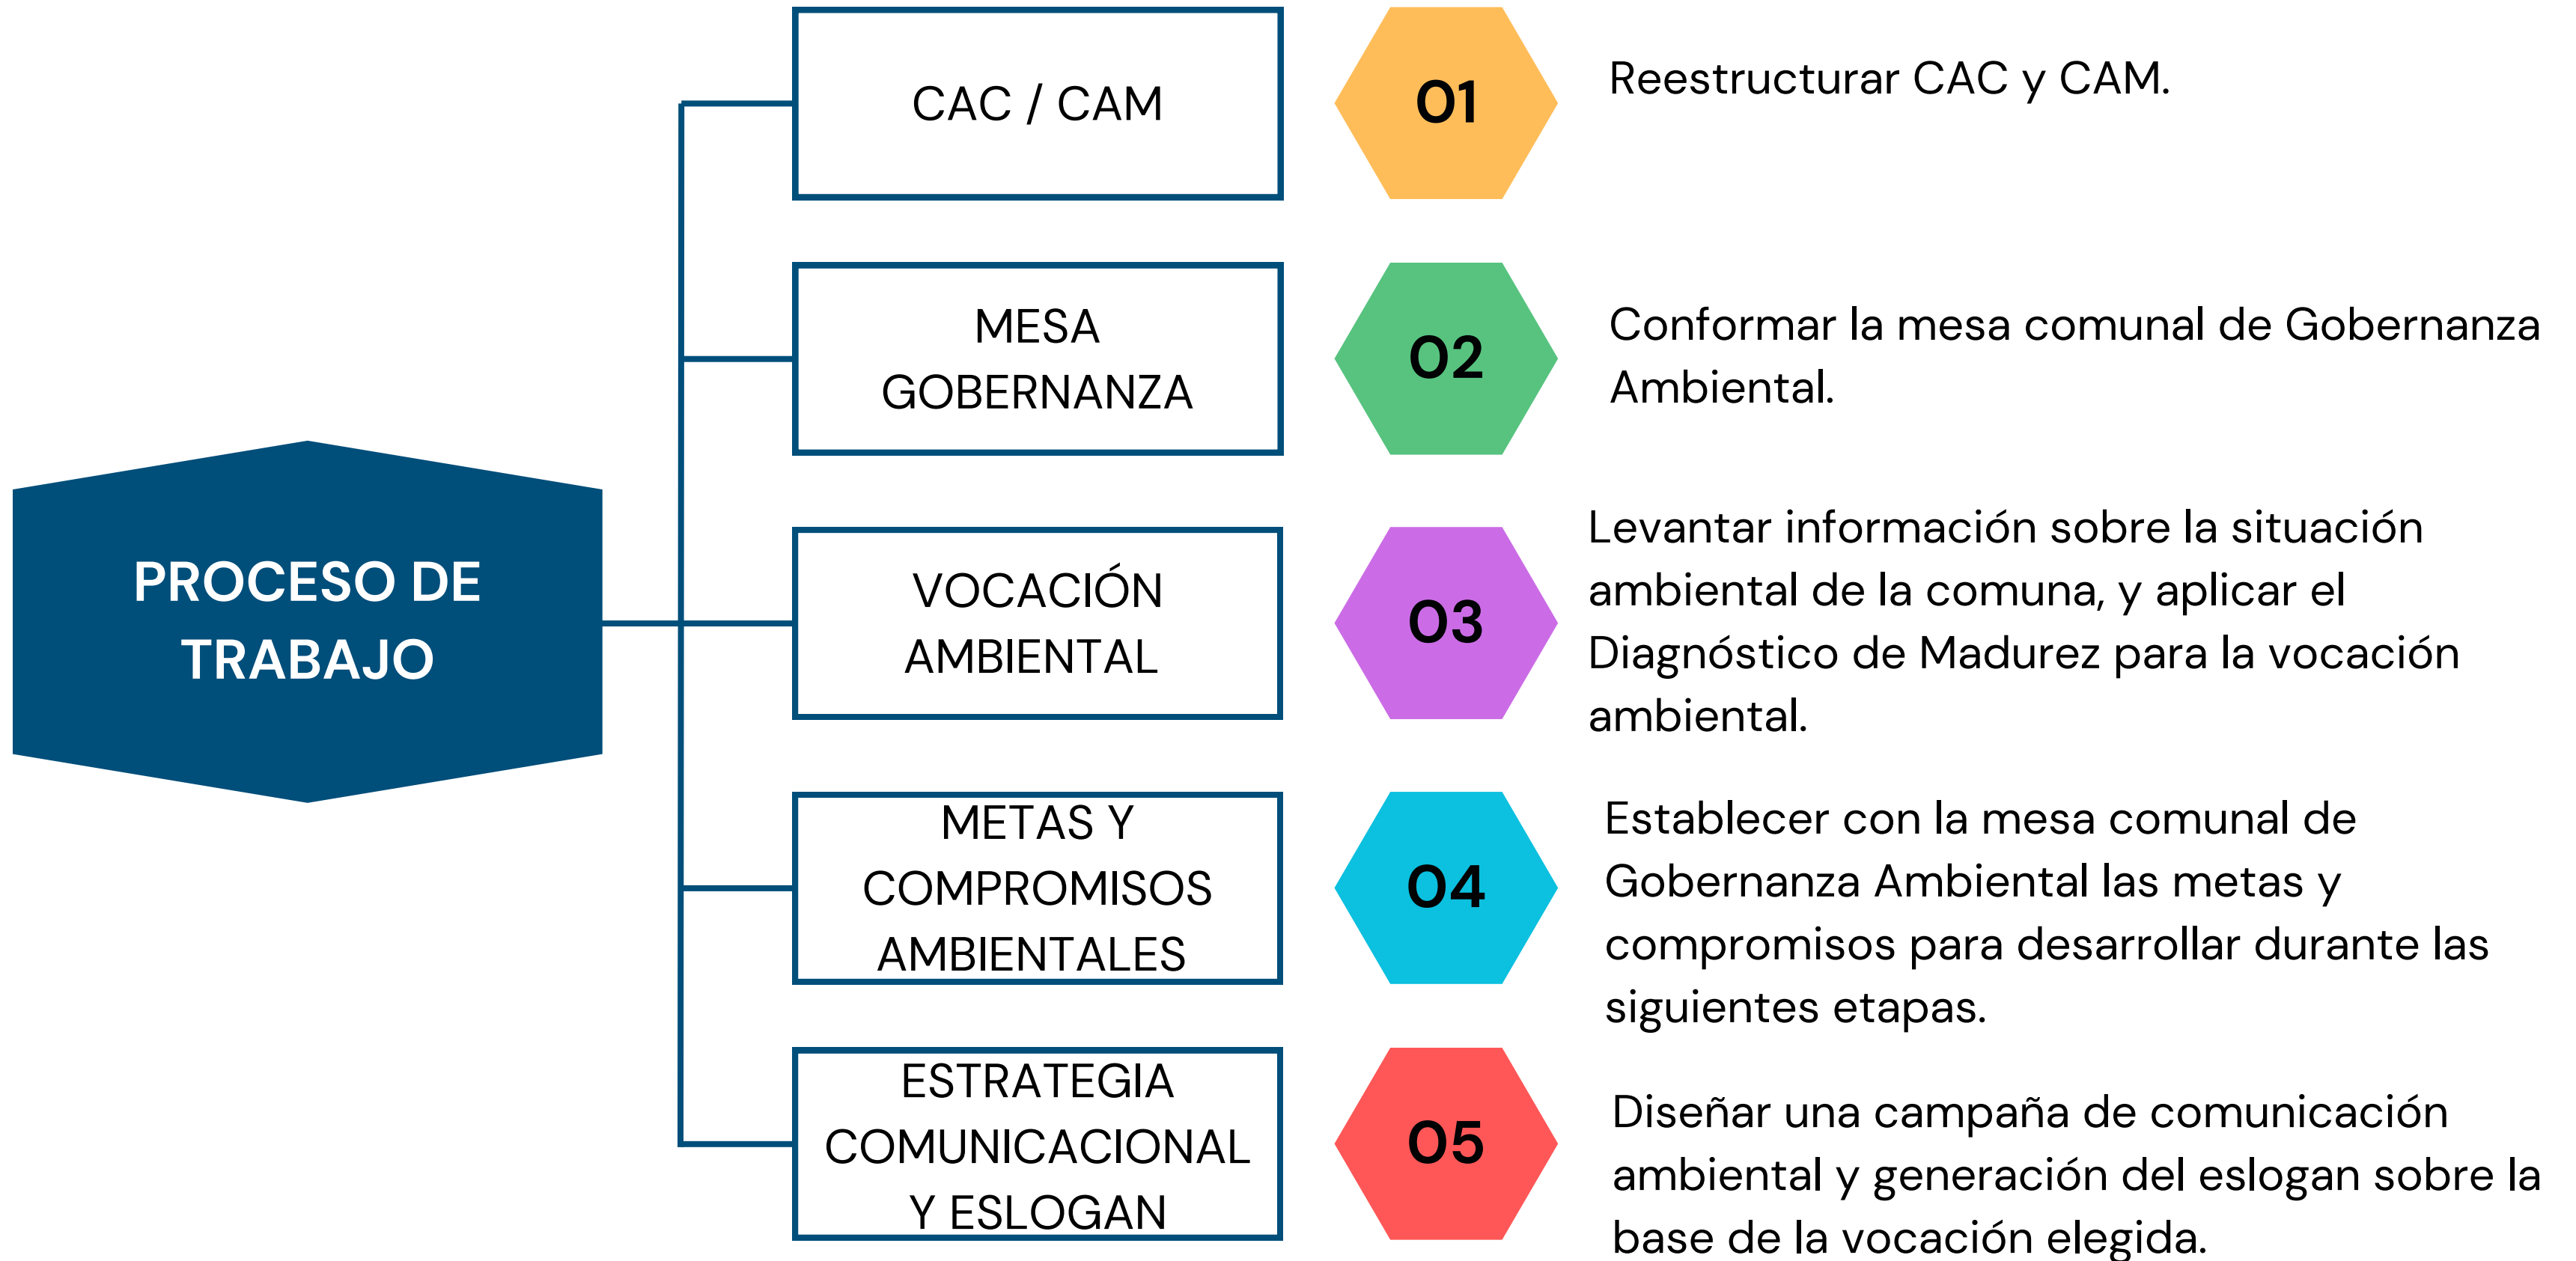 PROCESO DE
TRABAJO
CAC / CAM
01
Reestructurar CAC y CAM.
MESA
GOBERNANZA
02
Conformar la mesa comunal de Gobernanza
Ambiental.
VOCACIÓN
AMBIENTAL
03
Levantar información sobre la situación
ambiental de la comuna, y aplicar el
Diagnóstico de Madurez para la vocación
ambiental.
METAS Y
COMPROMISOS
AMBIENTALES
04
Establecer con la mesa comunal de
Gobernanza Ambiental las metas y
compromisos para desarrollar durante las
siguientes etapas.
ESTRATEGIA
COMUNICACIONAL
Y ESLOGAN
05
Diseñar una campaña de comunicación
ambiental y generación del eslogan sobre la
base de la vocación elegida.